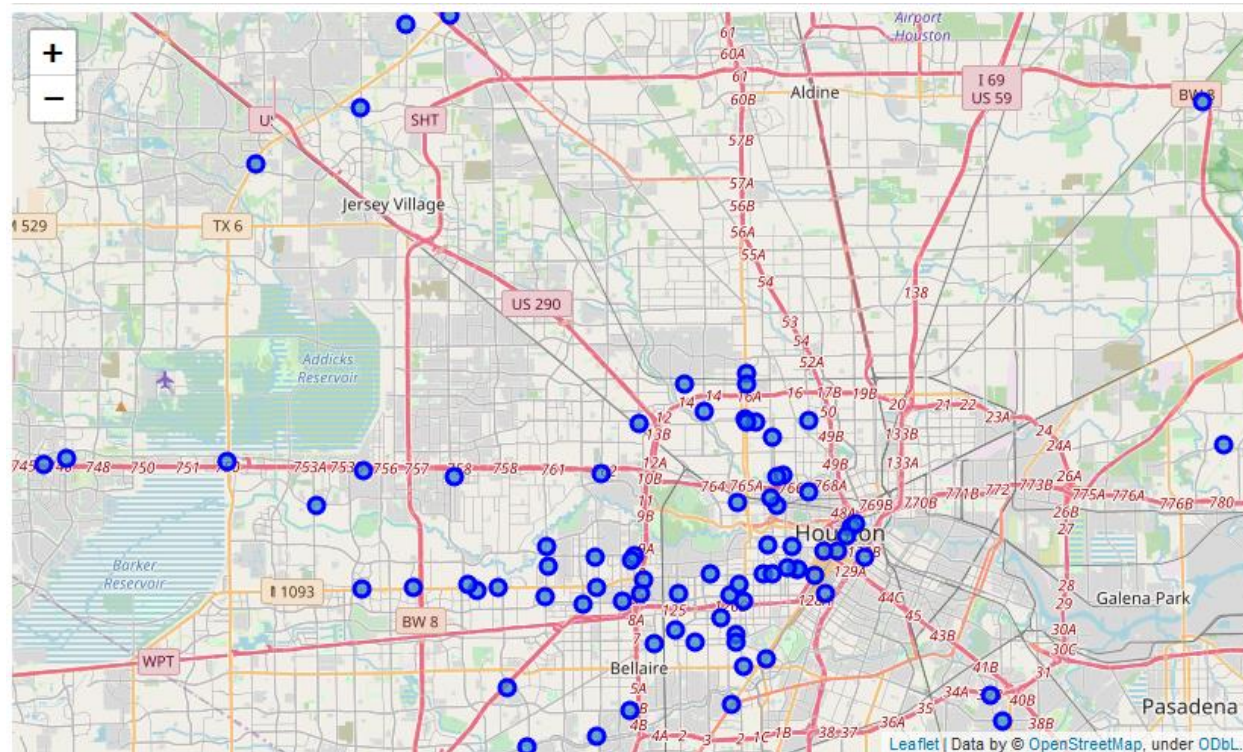 +
−
Airport
Houston
61
60A
61
60B
I 69
US 59
BW 8
Aldine
SHT
57B
57A
Jersey Village
56B
529
TX 6
56A
55A
54
138
US 290
53
54
52A
Addicks
Reservoir
14
14
16A
16
17B
19B
20
21
22
23A
12
13B
50
49B
133B
24
24A
748
750
751
753A
753
756
757
758
758
761
12A
10B
764
765A
768A
49B
133A
26A
11
9B
48A
769B
770B
771B
772
773B
775A
776A
776B
780
26B
27
Houston
Barker
Reservoir
129A
28
1093
29
Galena Park
125
128A
44C
BW 8
8A
45
30A
7
43B
30C
WPT
Bellaire
31
41B
5A
34A
40B
35
Pasadena
4B
36A
38B
4A
2
3
2
1C
1B
38
37
Leaflet | Data by © OpenStreetMap, under ODbL.